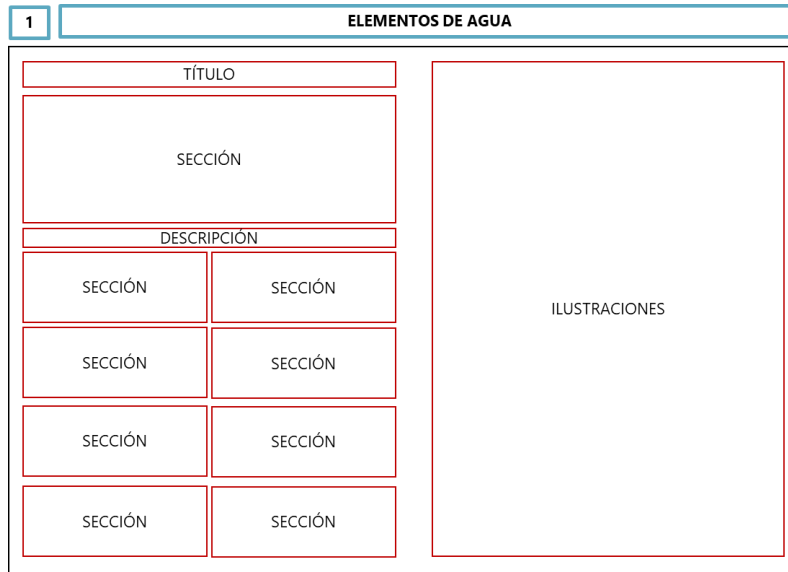 1
ELEMENTOS DE AGUA
TÍTULO
SECCIÓN
DESCRIPCIÓN
SECCIÓN SECCIÓN
SECCIÓN SECCIÓN
SECCIÓN SECCIÓN
SECCIÓN SECCIÓN
ILUSTRACIONES